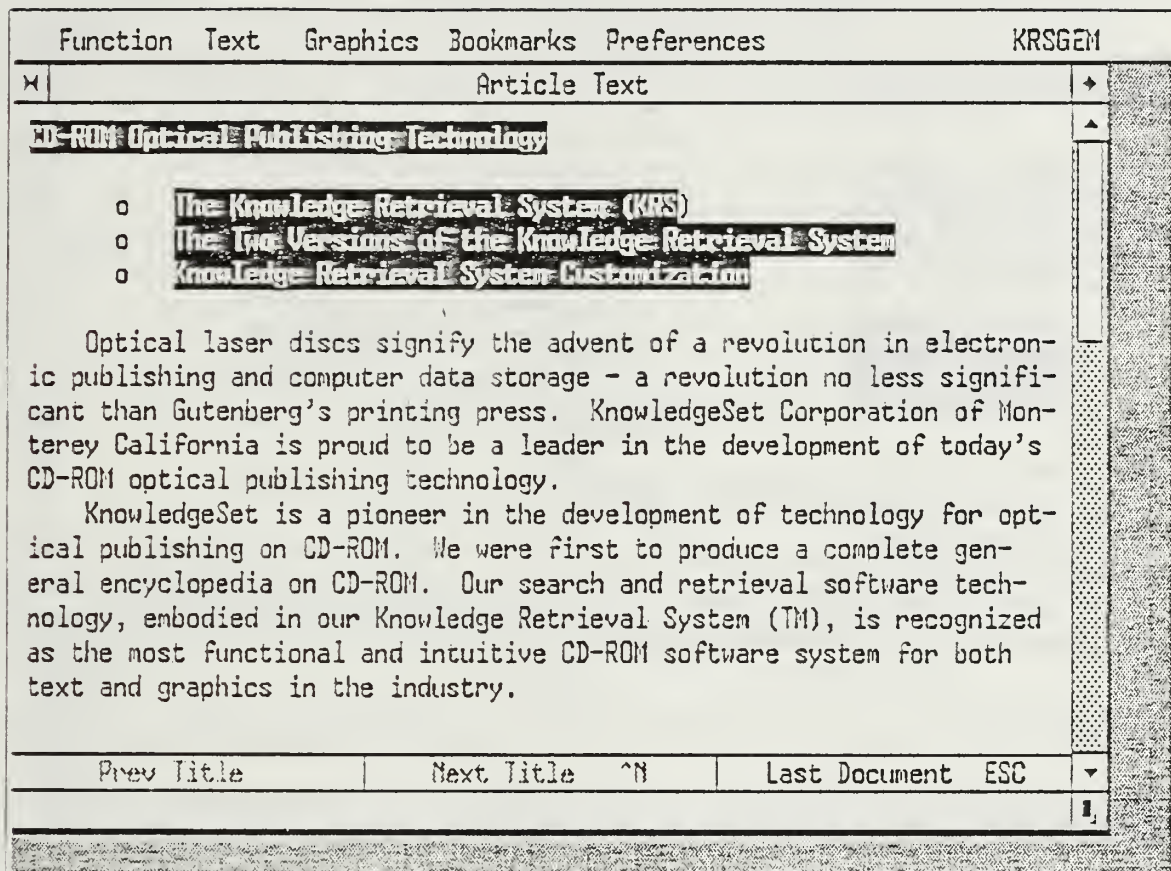 Function Text Graphics Bookmarks Preferences KRSGEM
Article Text
CD-ROM Optical Publishing Technology
o The Knowledge Retrieval System (KRS)
o The Two Versions of the Knowledge Retrieval System
o Knowledge Retrieval System Customization
Optical laser discs signify the advent of a revolution in electron-
ic publishing and computer data storage - a revolution no less signifi-
cant than Gutenberg's printing press. KnowledgeSet Corporation of Mon-
terey California is proud to be a leader in the development of today's
CD-ROM optical publishing technology.
KnowledgeSet is a pioneer in the development of technology for opt-
ical publishing on CD-ROM. We were first to produce a complete gen-
eral encyclopedia on CD-ROM. Our search and retrieval software tech-
nology, embodied in our Knowledge Retrieval System (TM), is recognized
as the most functional and intuitive CD-ROM software system for both
text and graphics in the industry.
Prev Title Next Title ^N Last Document ESC